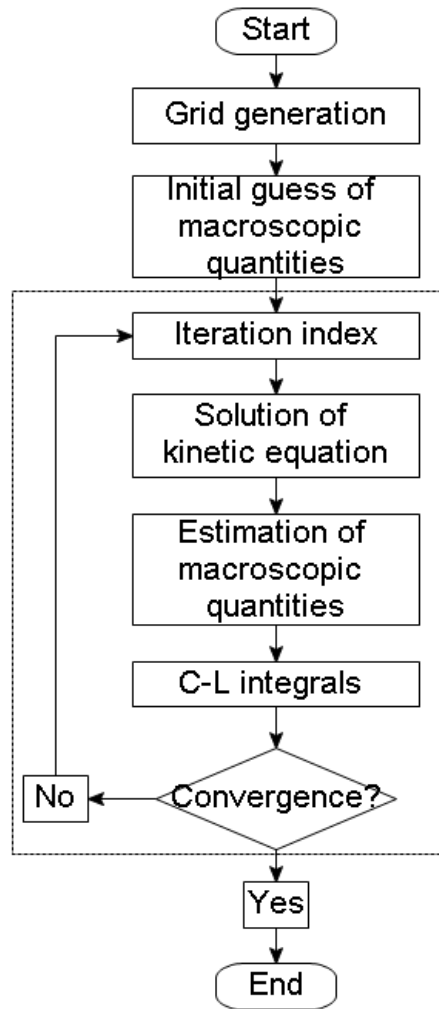 Start
Grid generation
Initial guess of
macroscopic
quantities
Iteration index
Solution of
kinetic equation
Estimation of
macroscopic
quantities
C-L integrals
Convergence?
No
Yes
End